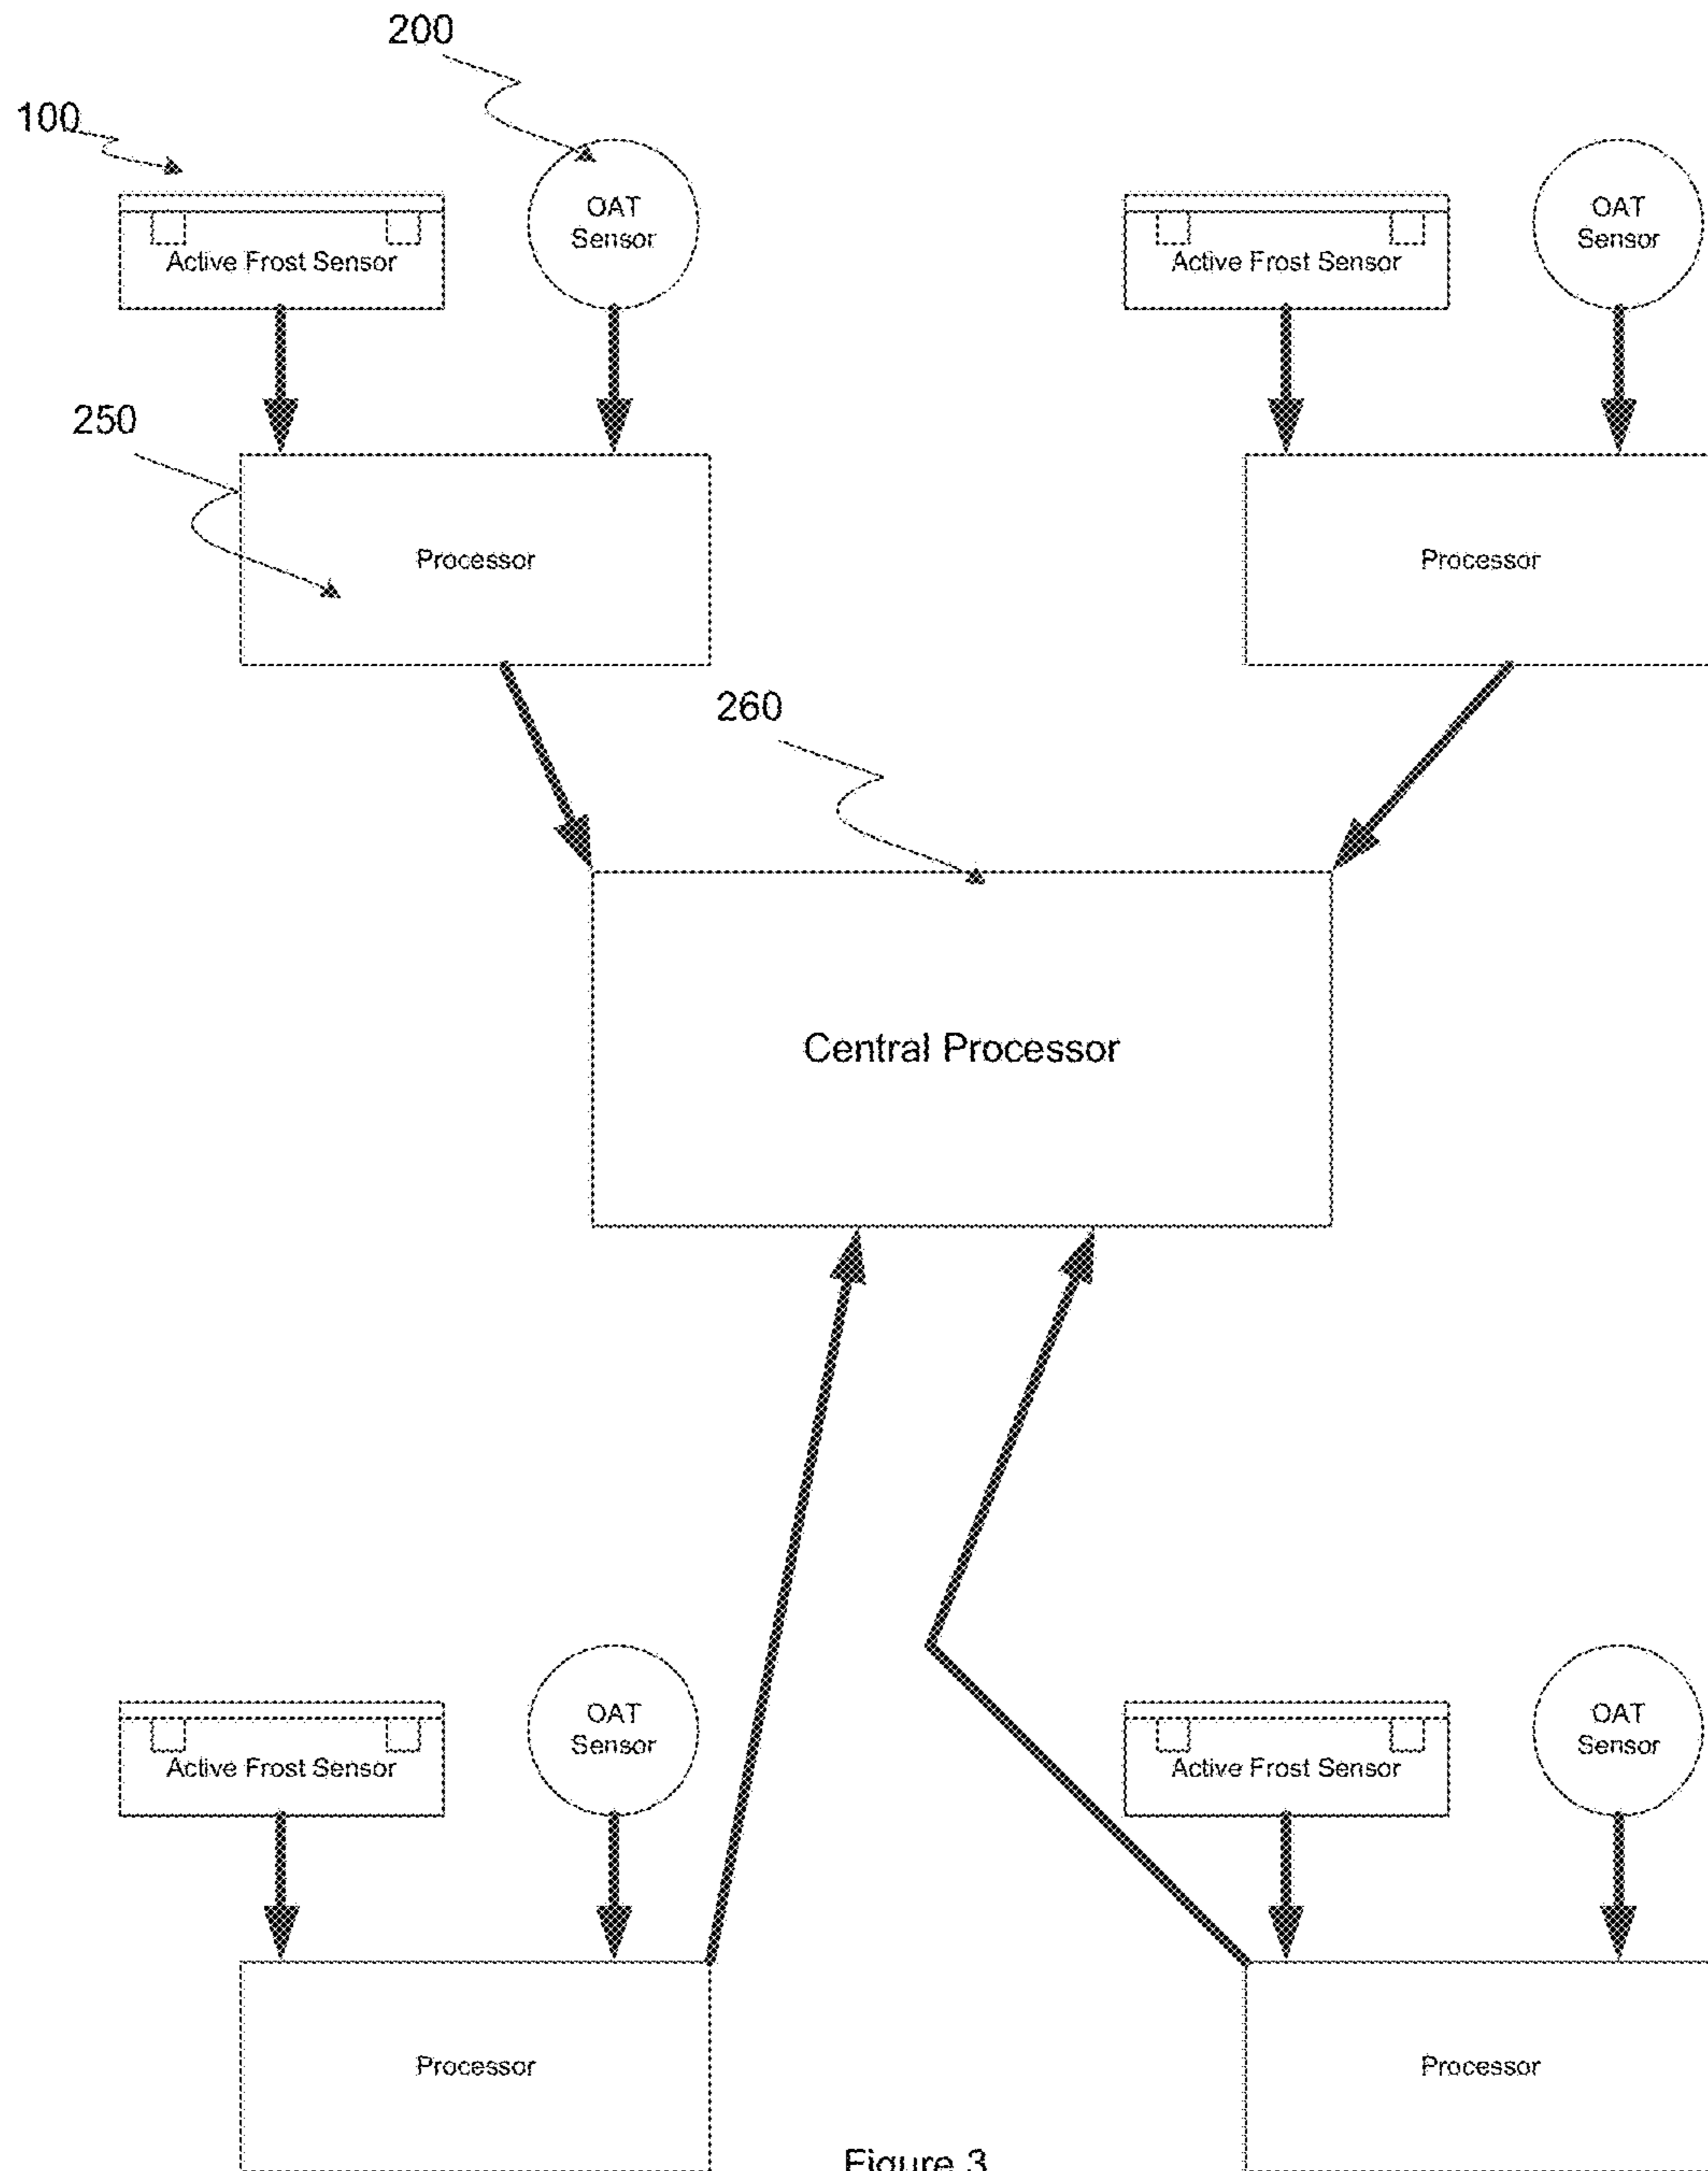 200
100
OAT
Sensor
Active Frost Sensor
OAT
Sensor
Active Frost Sensor
250
Processor
Processor
260
Central Processor
OAT
Sensor
Active Frost Sensor
OAT
Sensor
Active Frost Sensor
Processor
Processor
Figure 3